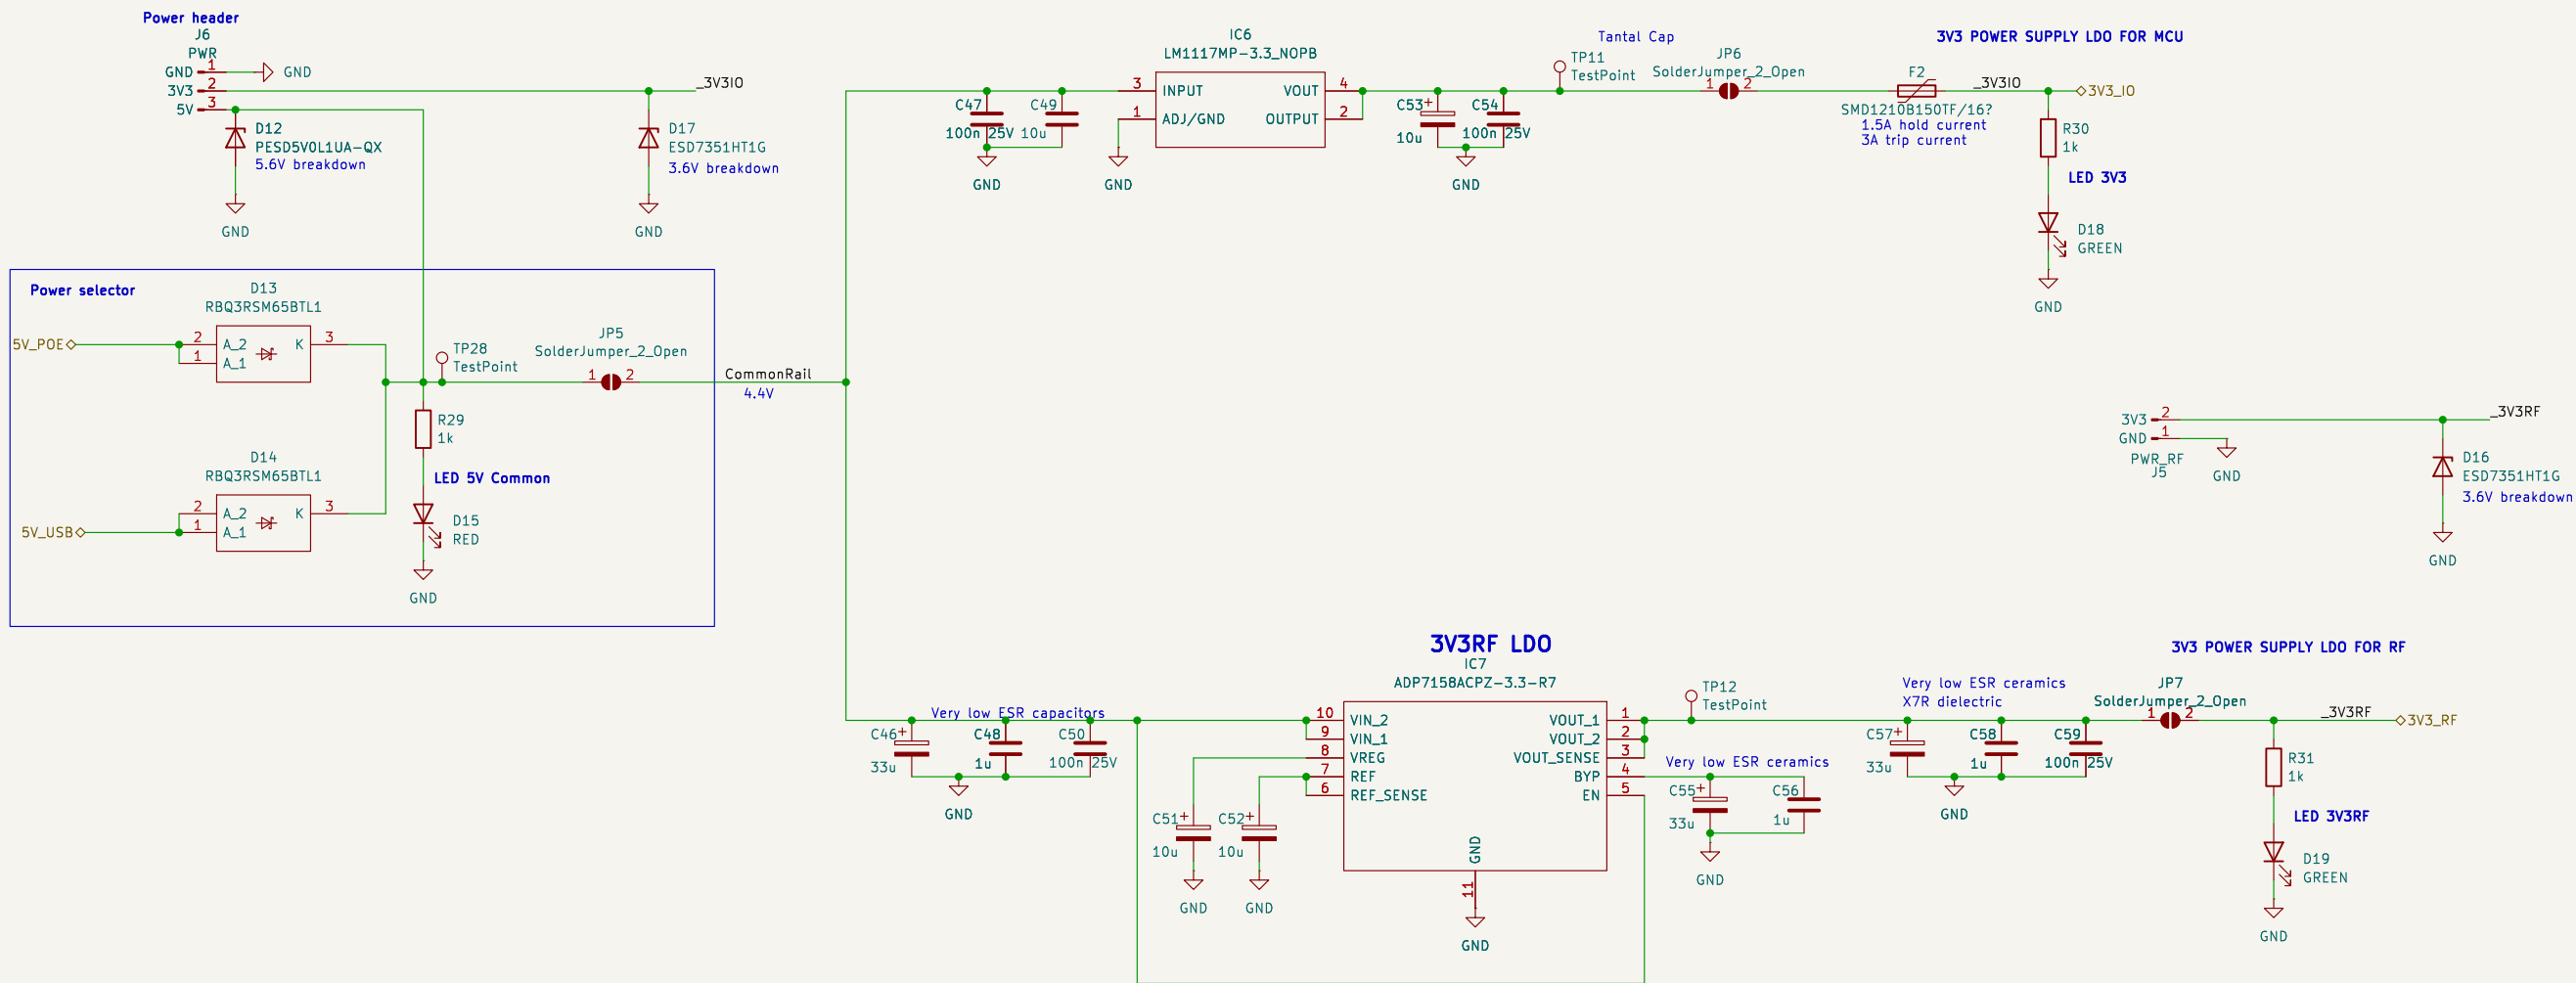 Power header
J6
PWR
GND 1 GND
3V3 2
5V 3
_3V3IO
D12
PESD5V0L1UA-QX
5.6V breakdown
GND
D17
ESD7351HT1G
3.6V breakdown
GND
Power selector
D13
RBQ3RSM65BTL1
5V_POE
2 A_2 K 3
1 A_1
TP28
TestPoint
JP5
SolderJumper_2_Open
1 2
CommonRail
4.4V
R29
1k
D14
RBQ3RSM65BTL1
LED 5V Common
5V_USB
2 A_2 K 3
1 A_1
D15
RED
GND
IC6
LM1117MP-3.3_NOPB
3 INPUT VOUT 4
1 ADJ/GND OUTPUT 2
C47
100n 25V
C49
10u
GND
GND
C53
+
10u
C54
100n 25V
GND
TP11
TestPoint
Tantal Cap
JP6
SolderJumper_2_Open
1 2
3V3 POWER SUPPLY LDO FOR MCU
F2
SMD1210B150TF/16?
1.5A hold current
3A trip current
_3V3IO
3V3_IO
R30
1k
LED 3V3
D18
GREEN
GND
3V3 2
GND 1
PWR_RF
J5
GND
_3V3RF
D16
ESD7351HT1G
3.6V breakdown
GND
3V3RF LDO
IC7
ADP7158ACPZ-3.3-R7
10 VIN_2 VOUT_1 1
9 VIN_1 VOUT_2 2
8 VREG VOUT_SENSE 3
7 REF BYP 4
6 REF_SENSE EN 5
GND
11
GND
Very low ESR capacitors
C46
+
33u
C48
1u
C50
100n 25V
GND
C51
+
10u
GND
C52
+
10u
GND
TP12
TestPoint
Very low ESR ceramics
C55
+
33u
C56
1u
GND
Very low ESR ceramics
X7R dielectric
C57
+
33u
C58
1u
C59
100n 25V
GND
3V3 POWER SUPPLY LDO FOR RF
JP7
SolderJumper_2_Open
1 2
_3V3RF
3V3_RF
R31
1k
LED 3V3RF
D19
GREEN
GND